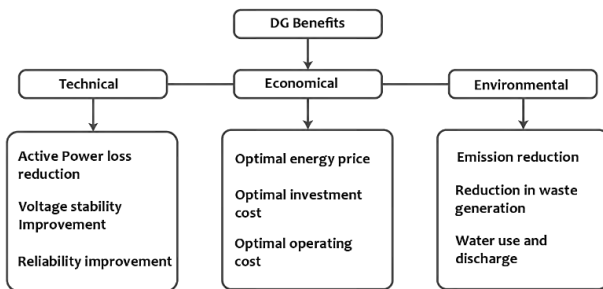 DG Benefits
Technical
Economical
Environmental
Active Power loss
reduction
Voltage stability
Improvement
Reliability improvement
Optimal energy price
Optimal investment
cost
Optimal operating
cost
Emission reduction
Reduction in waste
generation
Water use and
discharge